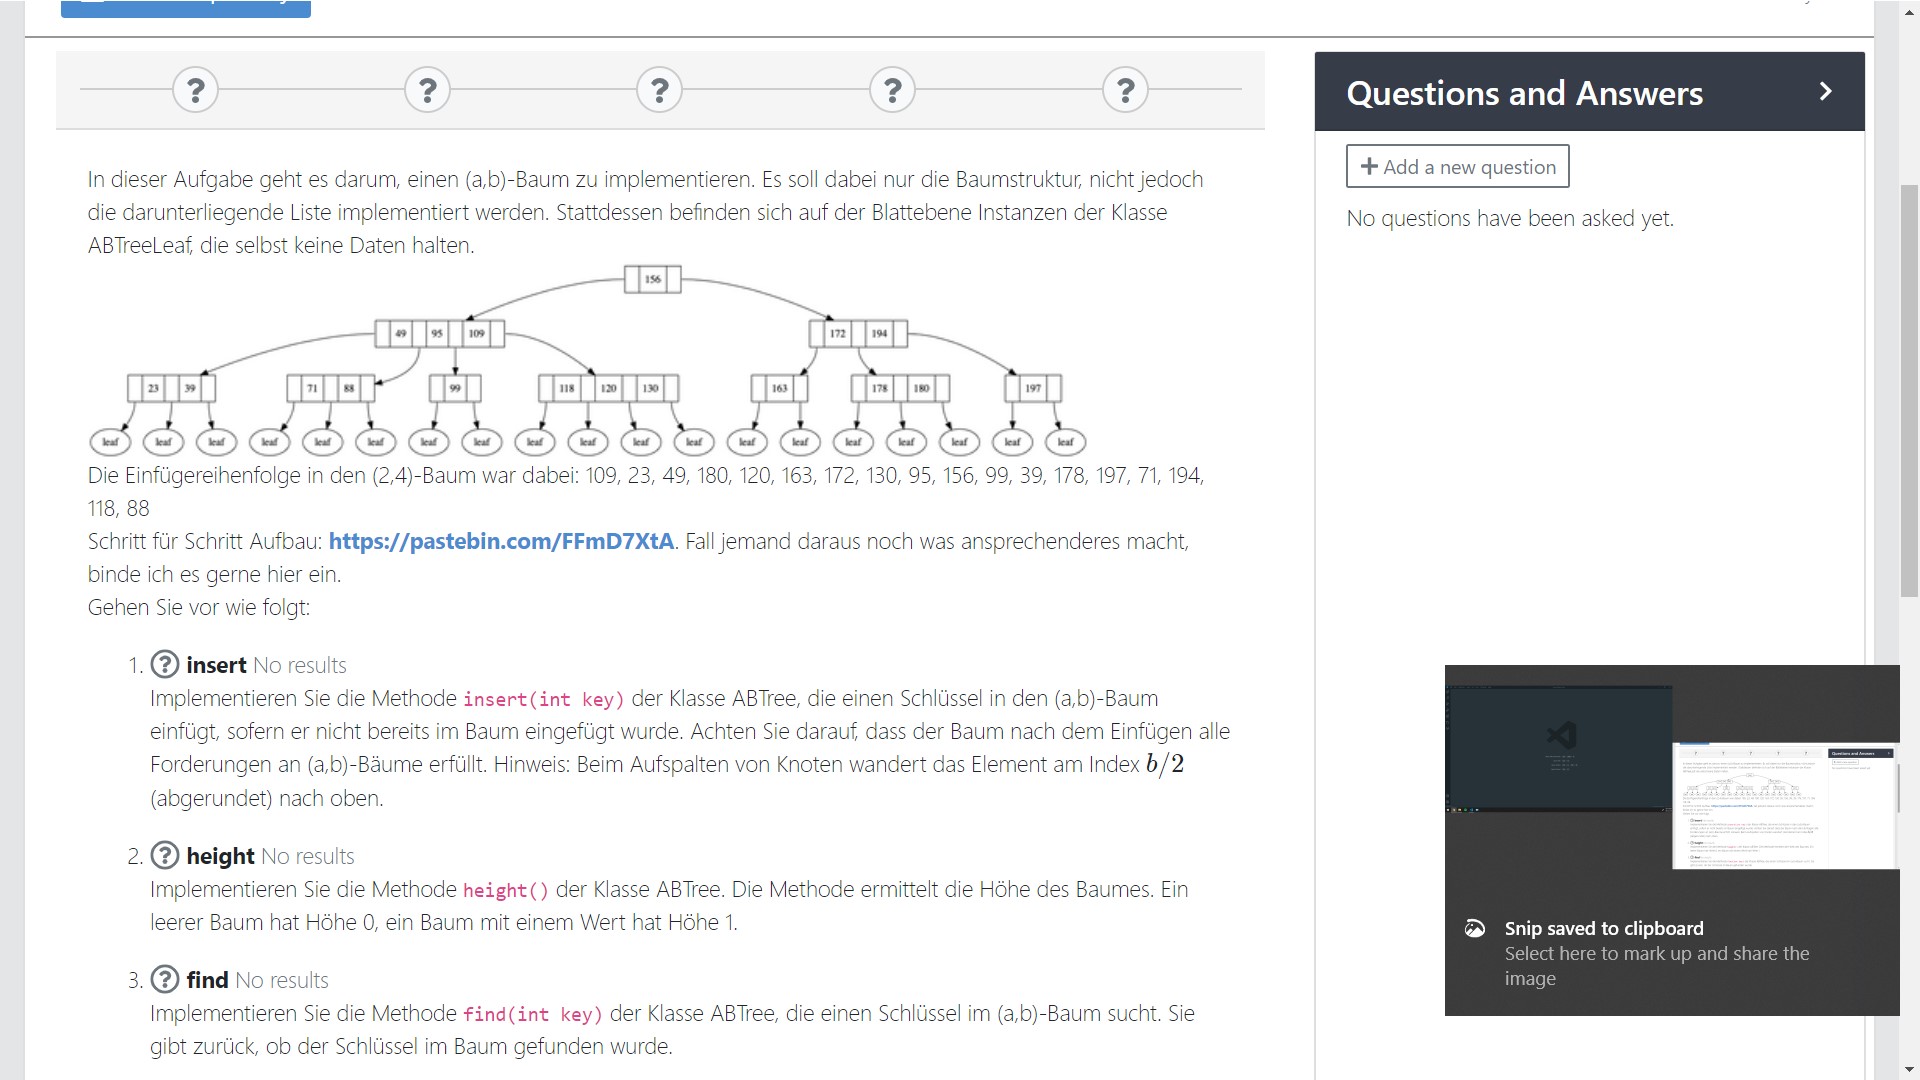 ?
?
?
?
?
In dieser Aufgabe geht es darum, einen (a,b)-Baum zu implementieren. Es soll dabei nur die Baumstruktur, nicht jedoch
die darunterliegende Liste implementiert werden. Stattdessen befinden sich auf der Blattebene Instanzen der Klasse
ABTreeLeaf, die selbst keine Daten halten.
156
49 95 109
172 194
23 39
71 88
99
118 120 130
163
178 180
197
leaf leaf leaf leaf leaf leaf leaf leaf leaf leaf leaf leaf leaf leaf leaf leaf leaf leaf leaf
Die Einfügereihenfolge in den (2,4)-Baum war dabei: 109, 23, 49, 180, 120, 163, 172, 130, 95, 156, 99, 39, 178, 197, 71, 194,
118, 88
Schritt für Schritt Aufbau: https://pastebin.com/FFmD7XtA. Fall jemand daraus noch was ansprechenderes macht,
binde ich es gerne hier ein.
Gehen Sie vor wie folgt:
1. ? insert No results
Implementieren Sie die Methode insert(int key) der Klasse ABTree, die einen Schlüssel in den (a,b)-Baum
einfügt, sofern er nicht bereits im Baum eingefügt wurde. Achten Sie darauf, dass der Baum nach dem Einfügen alle
Forderungen an (a,b)-Bäume erfüllt. Hinweis: Beim Aufspalten von Knoten wandert das Element am Index b/2
(abgerundet) nach oben.
2. ? height No results
Implementieren Sie die Methode height() der Klasse ABTree. Die Methode ermittelt die Höhe des Baumes. Ein
leerer Baum hat Höhe 0, ein Baum mit einem Wert hat Höhe 1.
3. ? find No results
Implementieren Sie die Methode find(int key) der Klasse ABTree, die einen Schlüssel im (a,b)-Baum sucht. Sie
gibt zurück, ob der Schlüssel im Baum gefunden wurde.
Questions and Answers
+ Add a new question
No questions have been asked yet.
Snip saved to clipboard
Select here to mark up and share the
image